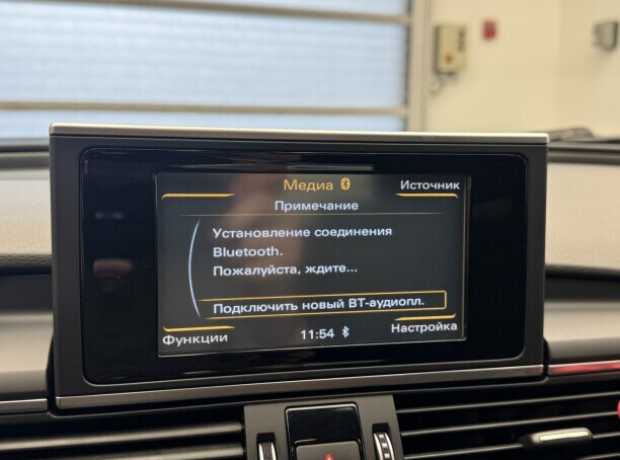 Медиа
Источник
Примечание
Установление соединения
Bluetooth.
Пожалуйста, ждите...
Подключить новый BT-аудиопл.
Функции
11:54
Настройка